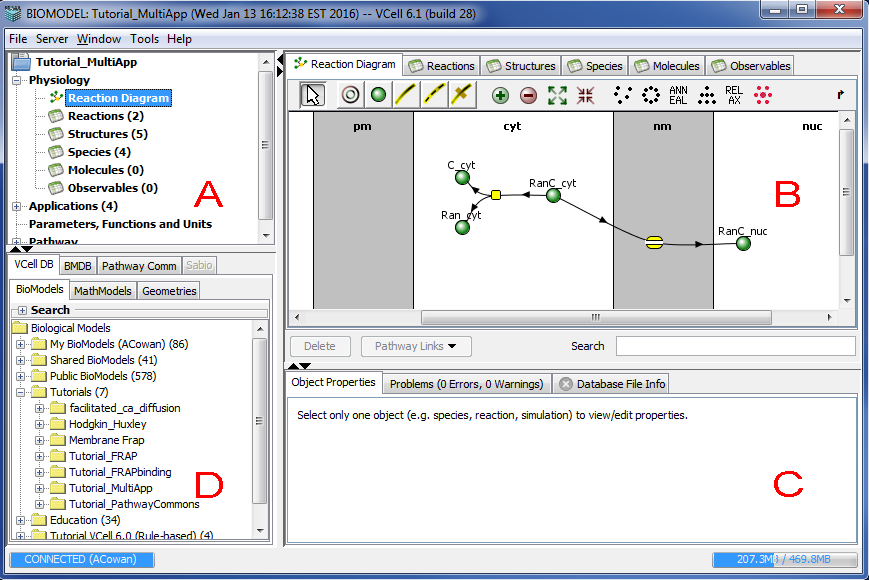 BIOMODEL: Tutorial_MultiApp (Wed Jan 13 16:12:38 EST 2016) -- VCell 6.1 (build 28)
File Server Window Tools Help
Tutorial_MultiApp
Physiology
Reaction Diagram
Reactions (2)
Structures (5)
Species (4)
Molecules (0)
Observables (0)
Applications (4)
Parameters, Functions and Units
Pathway
A
VCell DB BMDB Pathway Comm Sabio
BioModels MathModels Geometries
Search
Biological Models
My BioModels (ACowan) (86)
Shared BioModels (41)
Public BioModels (578)
Tutorials (7)
facilitated_ca_diffusion
Hodgkin_Huxley
Membrane Frap
Tutorial_FRAP
Tutorial_FRAPbinding
Tutorial_MultiApp
Tutorial_PathwayCommons
Education (34)
Tutorial VCell 6.0 (Rule-based) (4)
D
Reaction Diagram Reactions Structures Species Molecules Observables
ANNEAL RELAX
pm cyt nm nuc
C_cyt
RanC_cyt
Ran_cyt
RanC_nuc
B
Delete Pathway Links Search
Object Properties Problems (0 Errors, 0 Warnings) Database File Info
Select only one object (e.g. species, reaction, simulation) to view/edit properties.
C
CONNECTED (ACowan) 207.3MB / 469.8MB